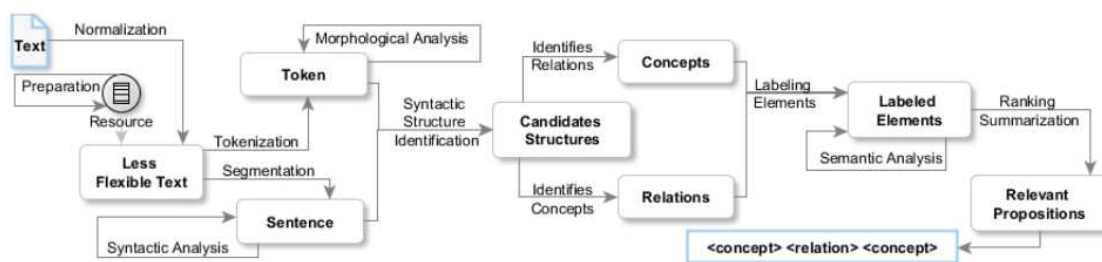 Text
Normalization
Preparation
Resource
Less
Flexible Text
Tokenization
Segmentation
Morphological Analysis
Token
Sentence
Syntactic Analysis
Syntactic
Structure
Identification
Candidates
Structures
Identifies
Relations
Concepts
Identifies
Concepts
Relations
Labeling
Elements
Labeled
Elements
Semantic Analysis
Ranking
Summarization
Relevant
Propositions
<concept> <relation> <concept>